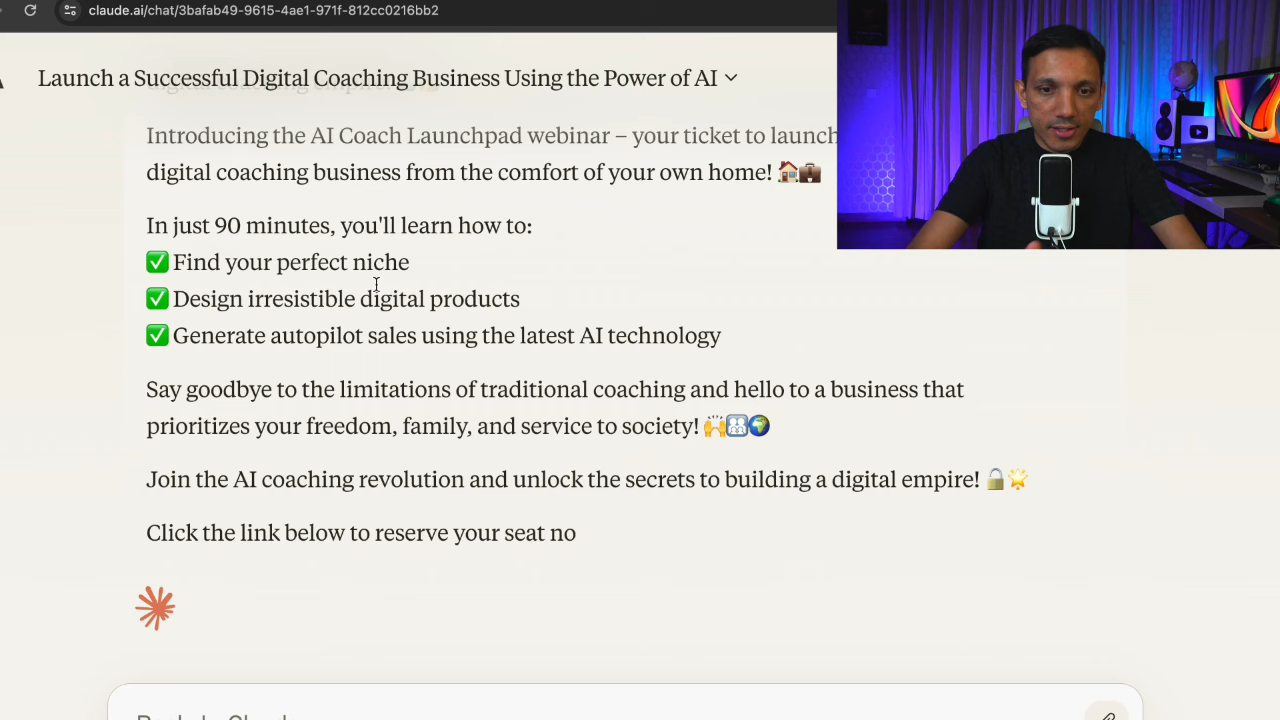 claude.ai/chat/3bafab49-9615-4ae1-971f-812cc0216bb2
Launch a Successful Digital Coaching Business Using the Power of AI
Introducing the AI Coach Launchpad webinar – your ticket to launch
digital coaching business from the comfort of your own home! 🏠💼
In just 90 minutes, you'll learn how to:
✅ Find your perfect niche
✅ Design irresistible digital products
✅ Generate autopilot sales using the latest AI technology
Say goodbye to the limitations of traditional coaching and hello to a business that
prioritizes your freedom, family, and service to society! 🙌👨‍👩‍👧‍👦🌍
Join the AI coaching revolution and unlock the secrets to building a digital empire! 🔓🌟
Click the link below to reserve your seat no